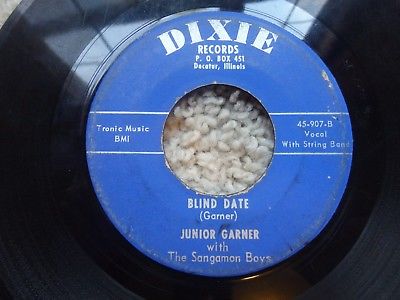 DIXIE
RECORDS
P. O. BOX 451
Decatur, Illinois
Tronic Music
BMI
45-907-B
Vocal
With String Band
BLIND DATE
(Garner)
JUNIOR GARNER
with
The Sangamon Boys